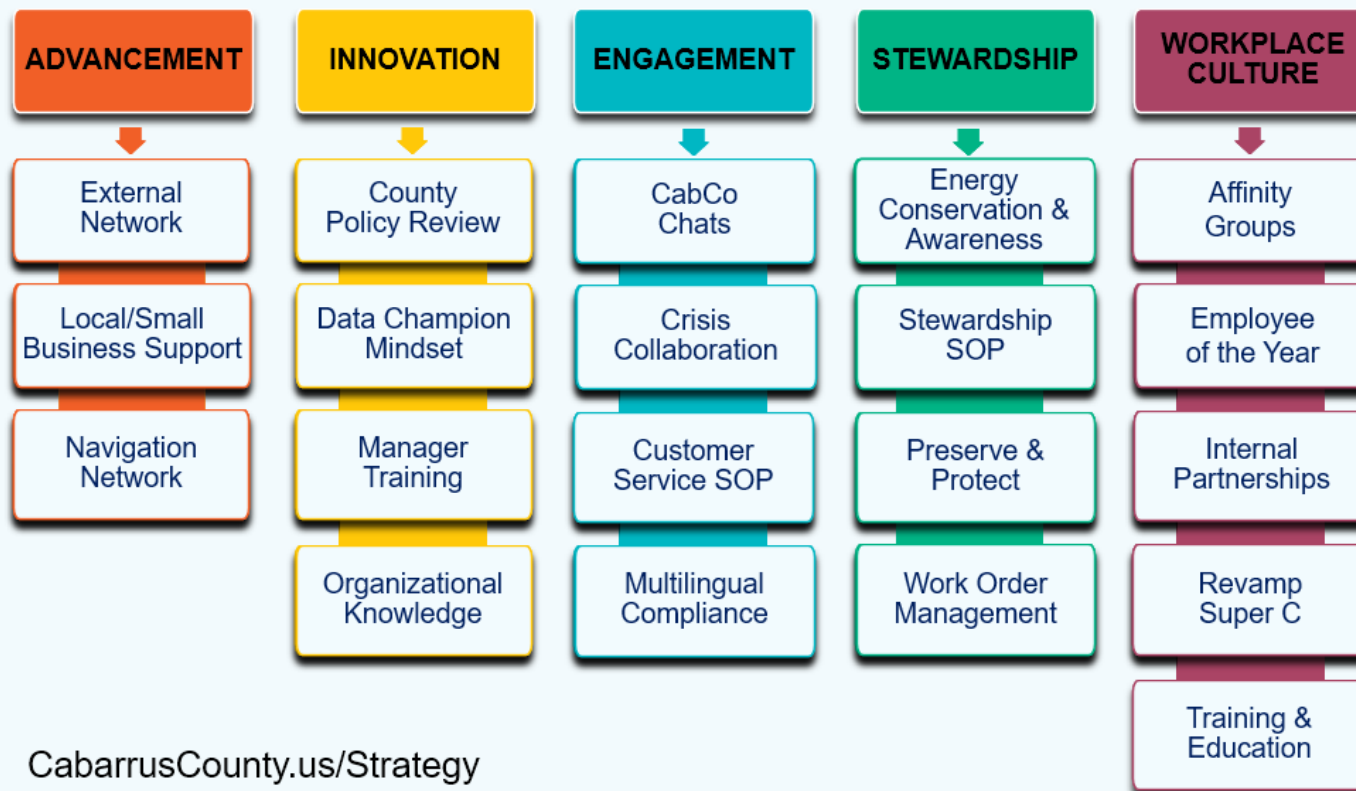 ADVANCEMENT
External
Network
Local/Small
Business Support
Navigation
Network
INNOVATION
County
Policy Review
Data Champion
Mindset
Manager
Training
Organizational
Knowledge
ENGAGEMENT
CabCo
Chats
Crisis
Collaboration
Customer
Service SOP
Multilingual
Compliance
STEWARDSHIP
Energy
Conservation &
Awareness
Stewardship
SOP
Preserve &
Protect
Work Order
Management
WORKPLACE
CULTURE
Affinity
Groups
Employee
of the Year
Internal
Partnerships
Revamp
Super C
Training &
Education
CabarrusCounty.us/Strategy